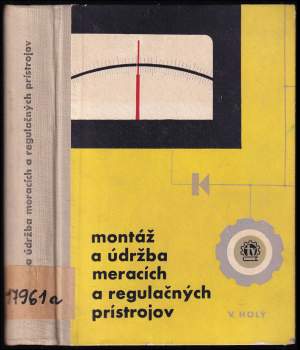 a údržba meracích a regulačných prístrojov
17961a
montáž
a údržba
meracích
a regulačných
prístrojov
V. HOLÝ